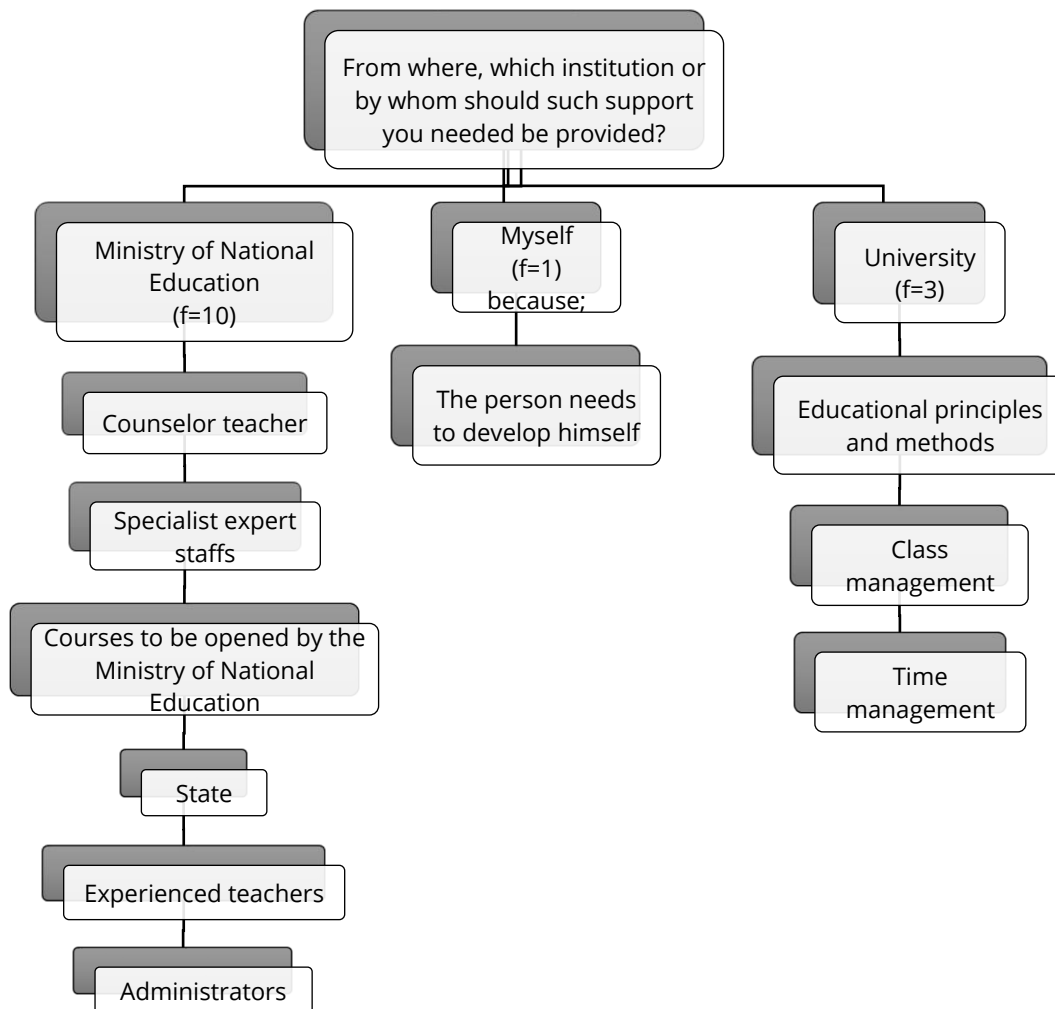 From where, which institution or
by whom should such support
you needed be provided?
Ministry of National
Education
(f=10)
Counselor teacher
Specialist expert
staffs
Courses to be opened by the
Ministry of National
Education
State
Experienced teachers
Administrators
Myself
(f=1)
because;
The person needs
to develop himself
University
(f=3)
Educational principles
and methods
Class
management
Time
management